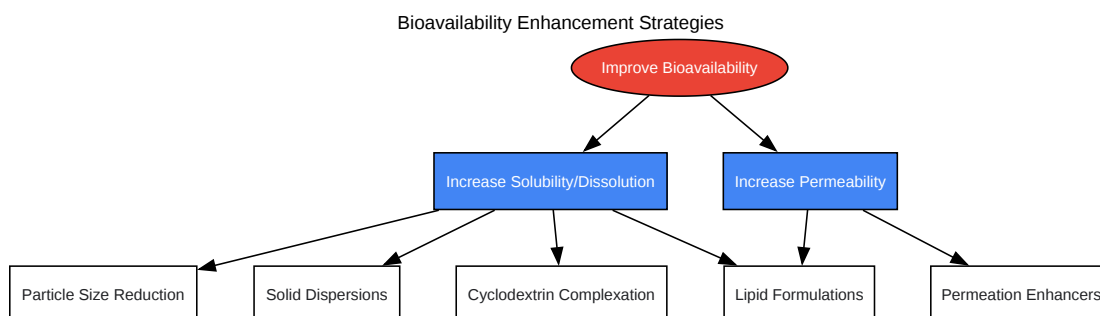 Bioavailability Enhancement Strategies
Improve Bioavailability
Increase Solubility/Dissolution
Increase Permeability
Particle Size Reduction
Solid Dispersions
Cyclodextrin Complexation
Lipid Formulations
Permeation Enhancers